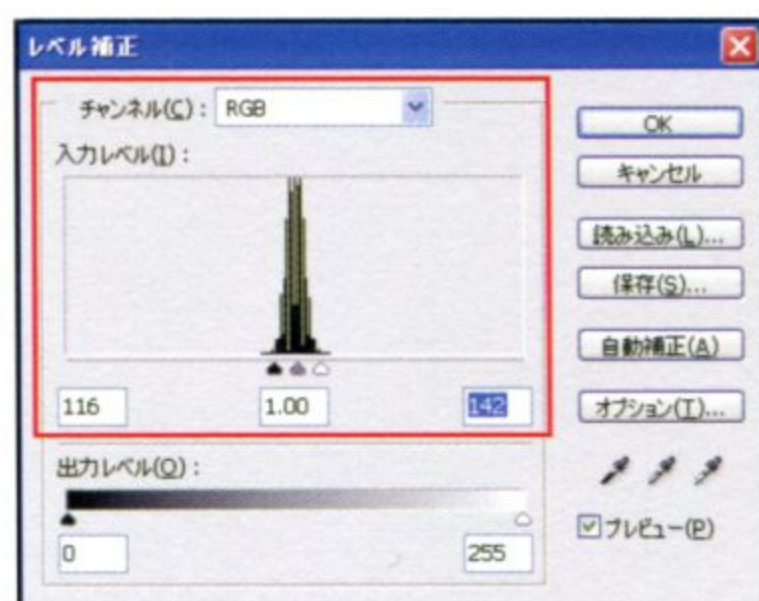 レベル補正
チャンネル(C): RGB
入力レベル(I):
116 1.00 142
出力レベル(O):
0 255
OK
キャンセル
読み込み(L)...
保存(S)...
自動補正(A)
オプション(T)...
プレビュー(P)